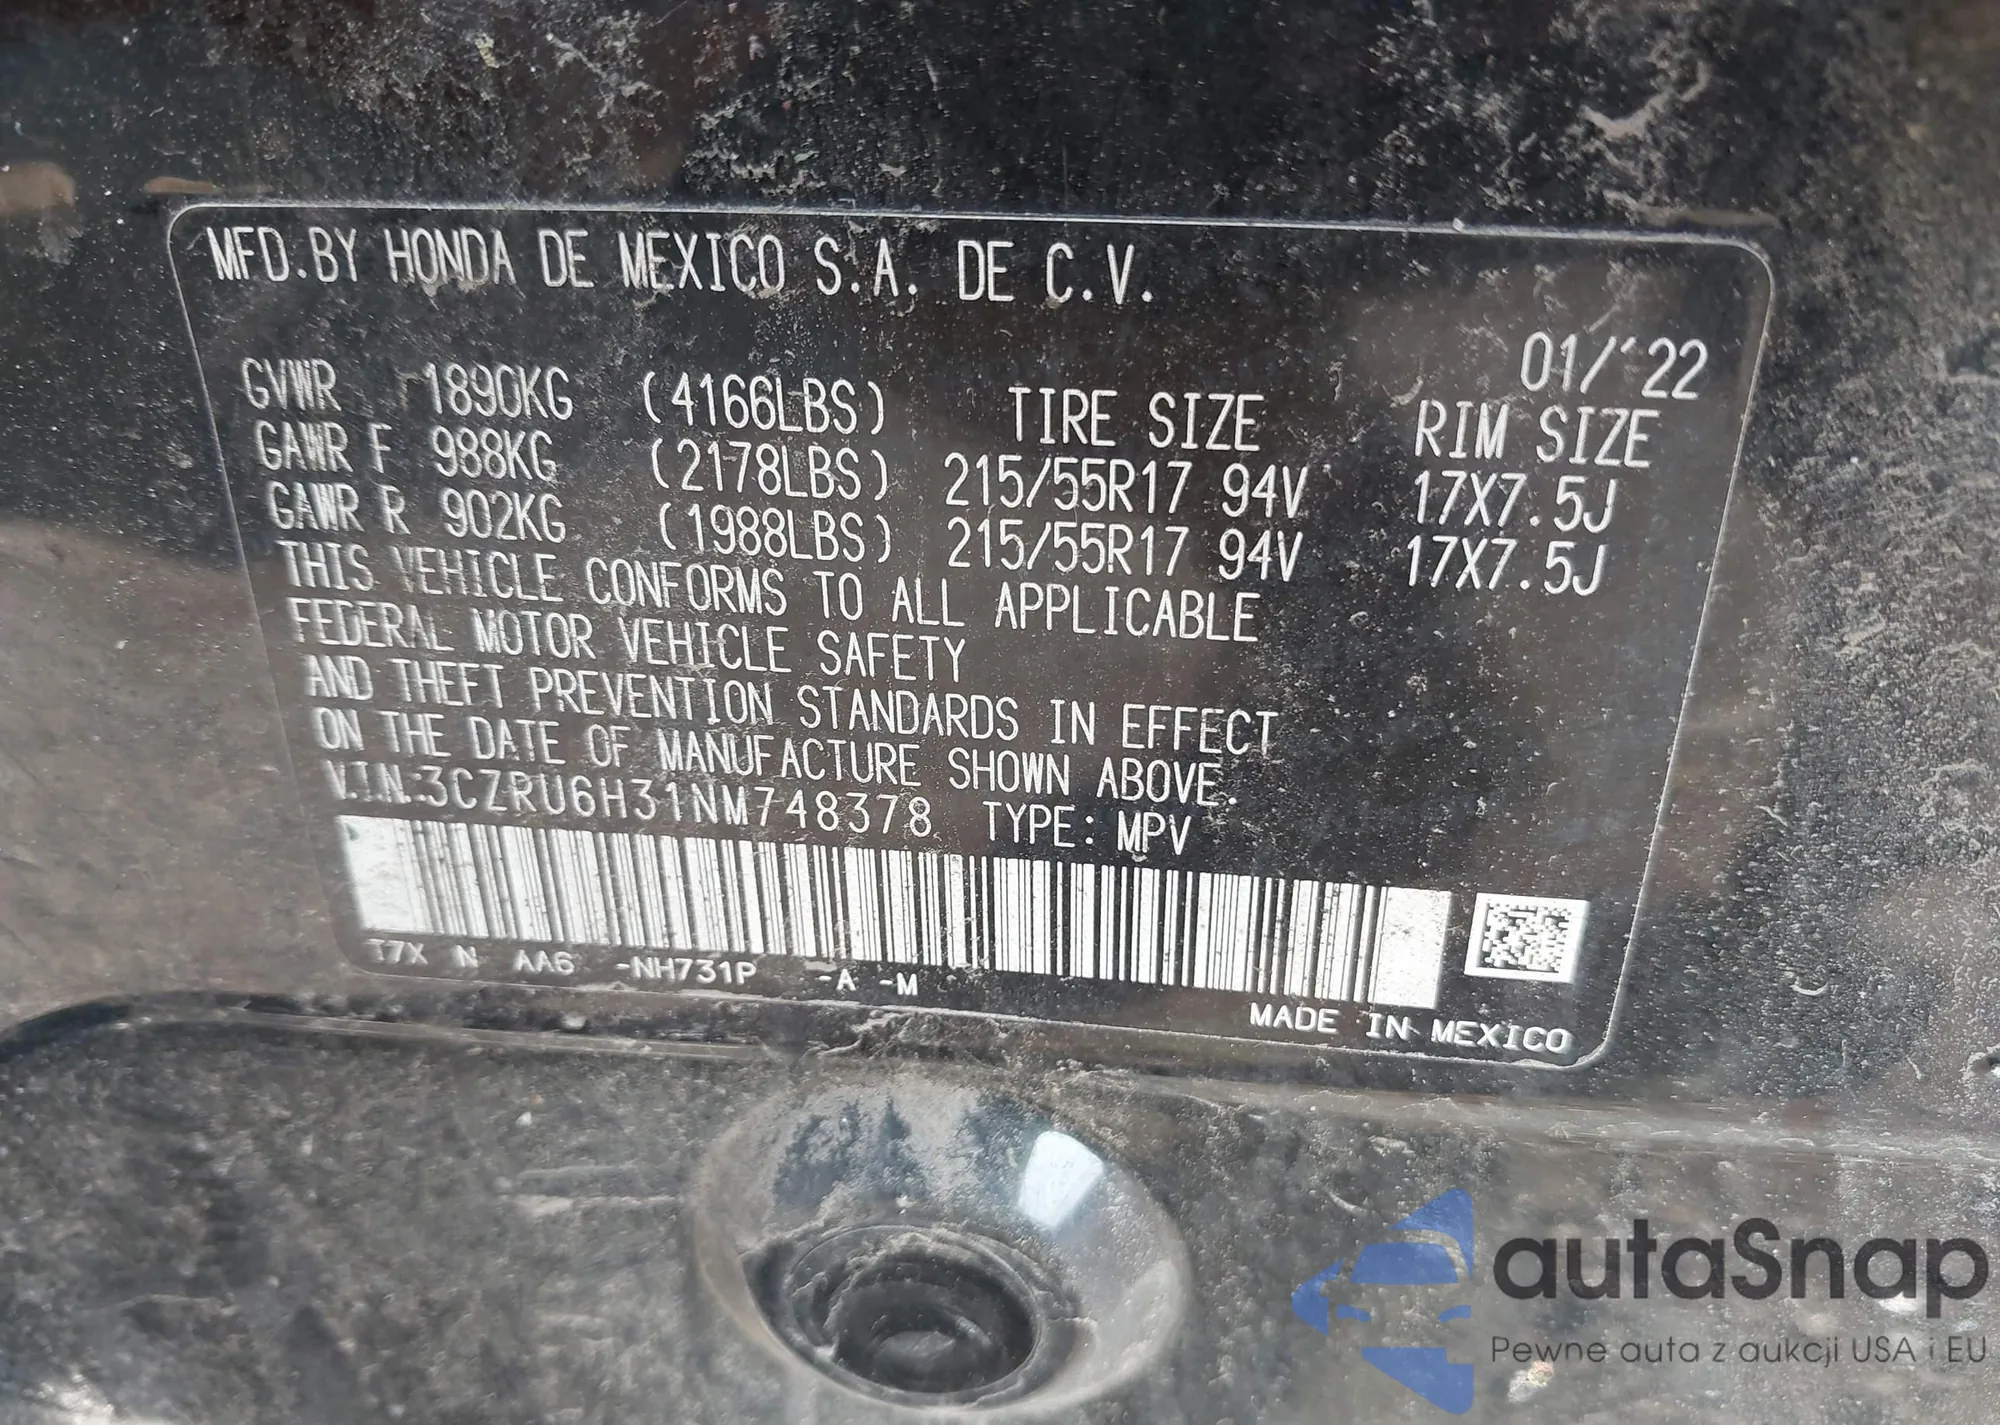 MFD.BY HONDA DE MEXICO S.A. DE C.V.
01/'22
GVWR 1890KG (4166LBS) TIRE SIZE RIM SIZE
GAWR F 988KG (2178LBS) 215/55R17 94V 17X7.5J
GAWR R 902KG (1988LBS) 215/55R17 94V 17X7.5J
THIS VEHICLE CONFORMS TO ALL APPLICABLE
FEDERAL MOTOR VEHICLE SAFETY
AND THEFT PREVENTION STANDARDS IN EFFECT
ON THE DATE OF MANUFACTURE SHOWN ABOVE.
V.I.N:3CZRU6H31NM748378 TYPE: MPV
T7X N AA6 -NH731P -A -M
MADE IN MEXICO
autaSnap
Pewne auta z aukcji USA i EU